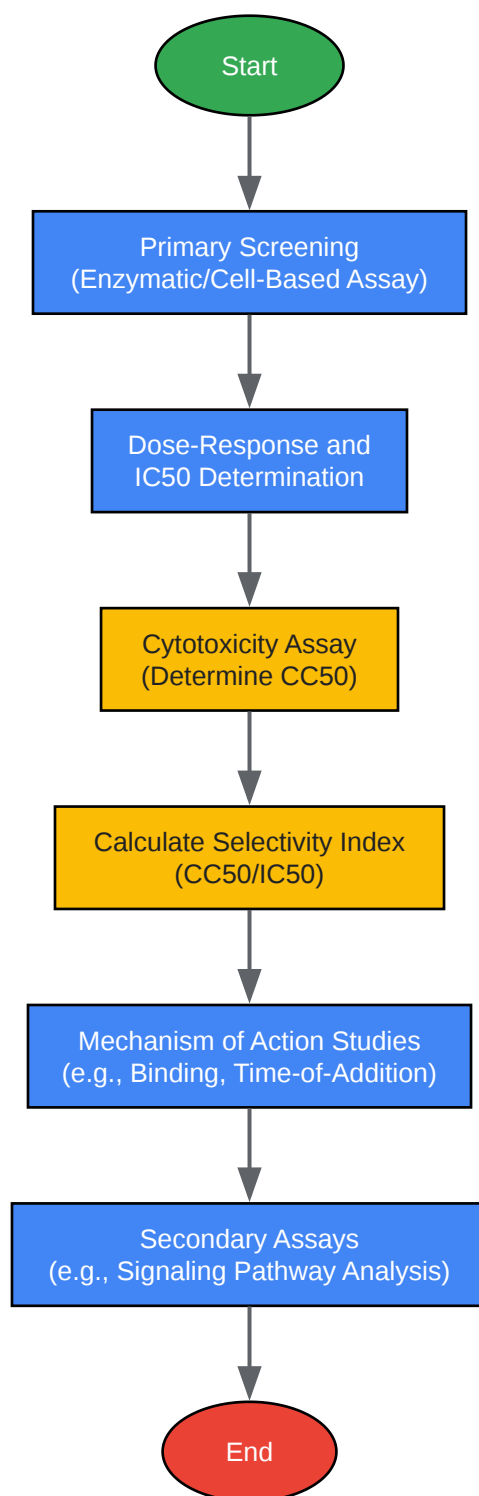 Start
Primary Screening
(Enzymatic/Cell-Based Assay)
Dose-Response and
IC50 Determination
Cytotoxicity Assay
(Determine CC50)
Calculate Selectivity Index
(CC50/IC50)
Mechanism of Action Studies
(e.g., Binding, Time-of-Addition)
Secondary Assays
(e.g., Signaling Pathway Analysis)
End